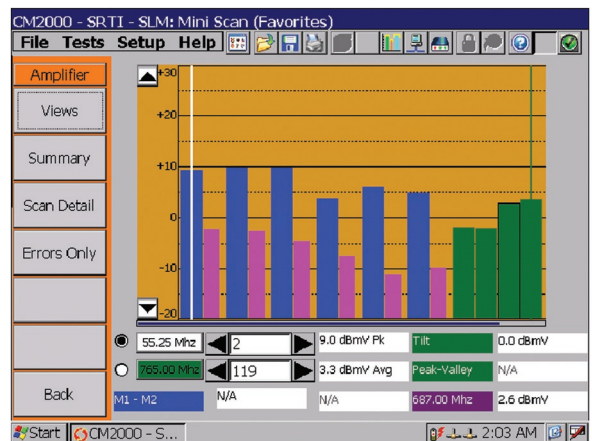 CM2000 - SRTI - SLM: Mini Scan (Favorites)
File Tests Setup Help
Amplifier
Views
Summary
Scan Detail
Errors Only
Back
+30
+20
+10
0
-10
-20
55.25 Mhz 2 9.0 dBmV Pk Tilt 0.0 dBmV
765.00 Mhz 119 3.3 dBmV Avg Peak-Valley N/A
M1 - M2 N/A N/A 687.00 Mhz 2.6 dBmV
Start CM2000 - S... 2:03 AM